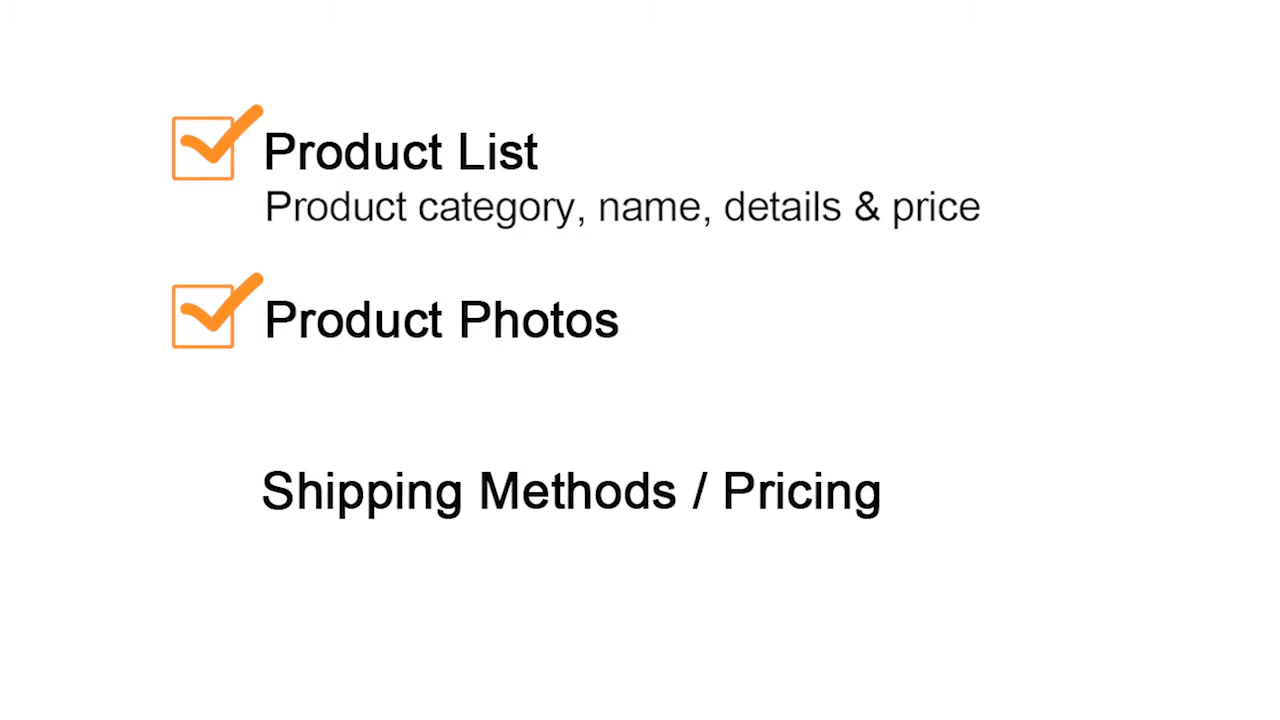 Product List
Product category, name, details & price
Product Photos
Shipping Methods / Pricing